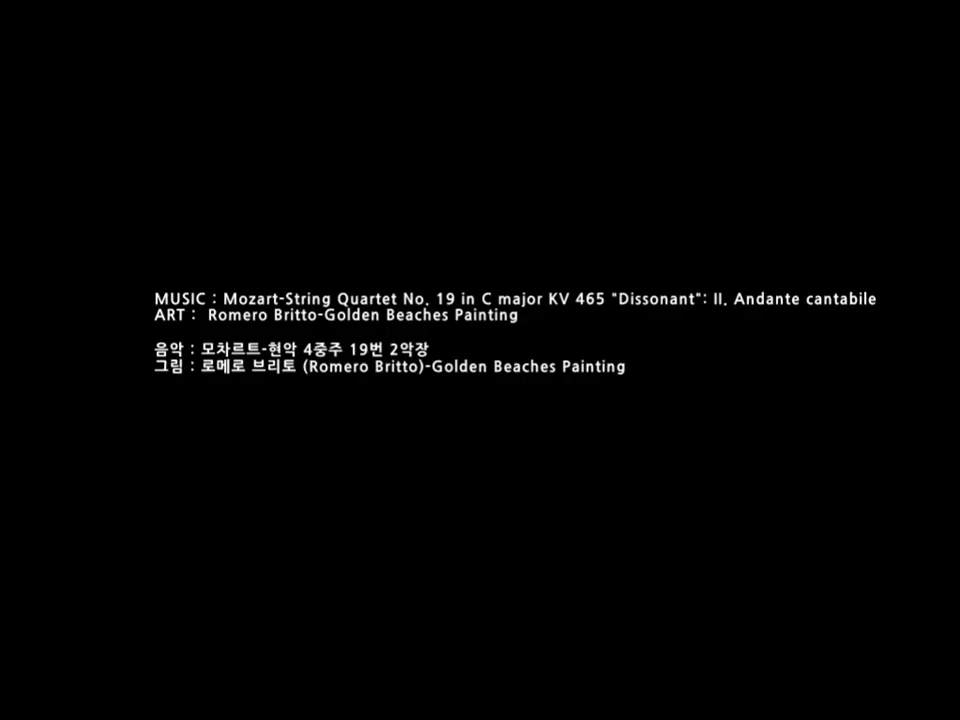 MUSIC : Mozart-String Quartet No. 19 in C major KV 465 "Dissonant": II. Andante cantabile
ART :  Romero Britto-Golden Beaches Painting
음악 : 모차르트-현악 4중주 19번 2악장
그림 : 로메로 브리토 (Romero Britto)-Golden Beaches Painting